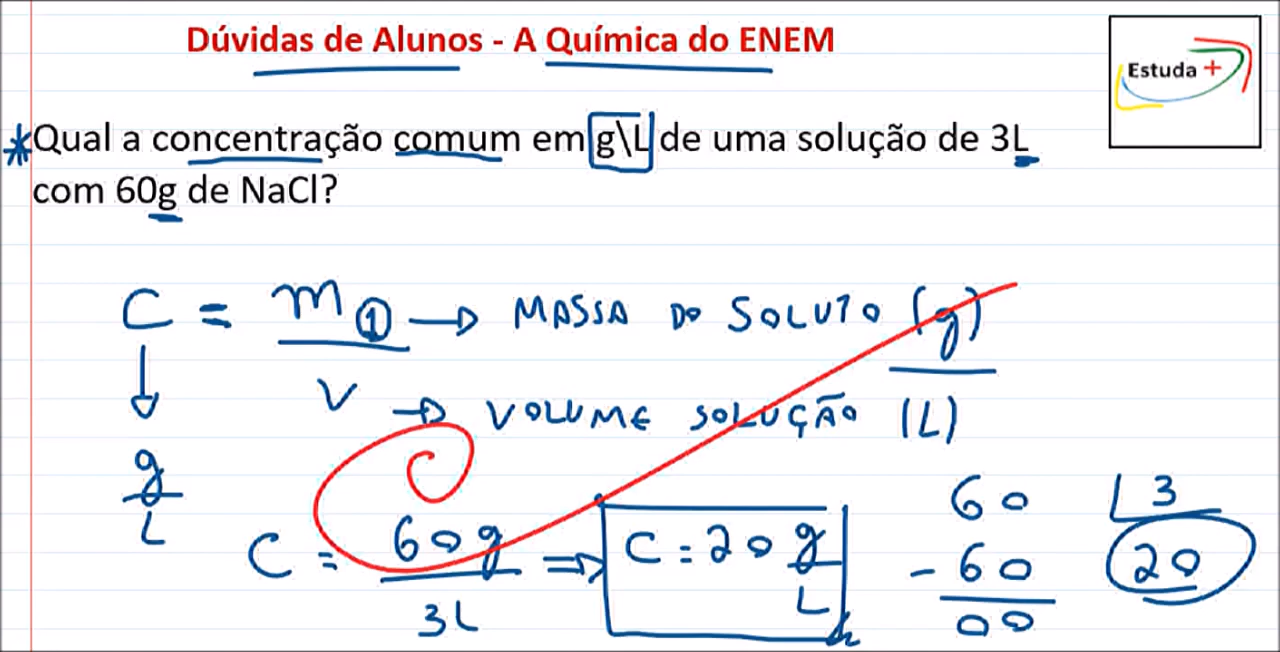 Dúvidas de Alunos - A Química do ENEM
Estuda +
*Qual a concentração comum em g\L de uma solução de 3L
com 60g de NaCl?
C = m① → MASSA DO SOLUTO (g)
V → VOLUME SOLUÇÃO (L)
g
L
C = 60g ⇒ C = 20 g
3L L
60 3
- 60 20
00